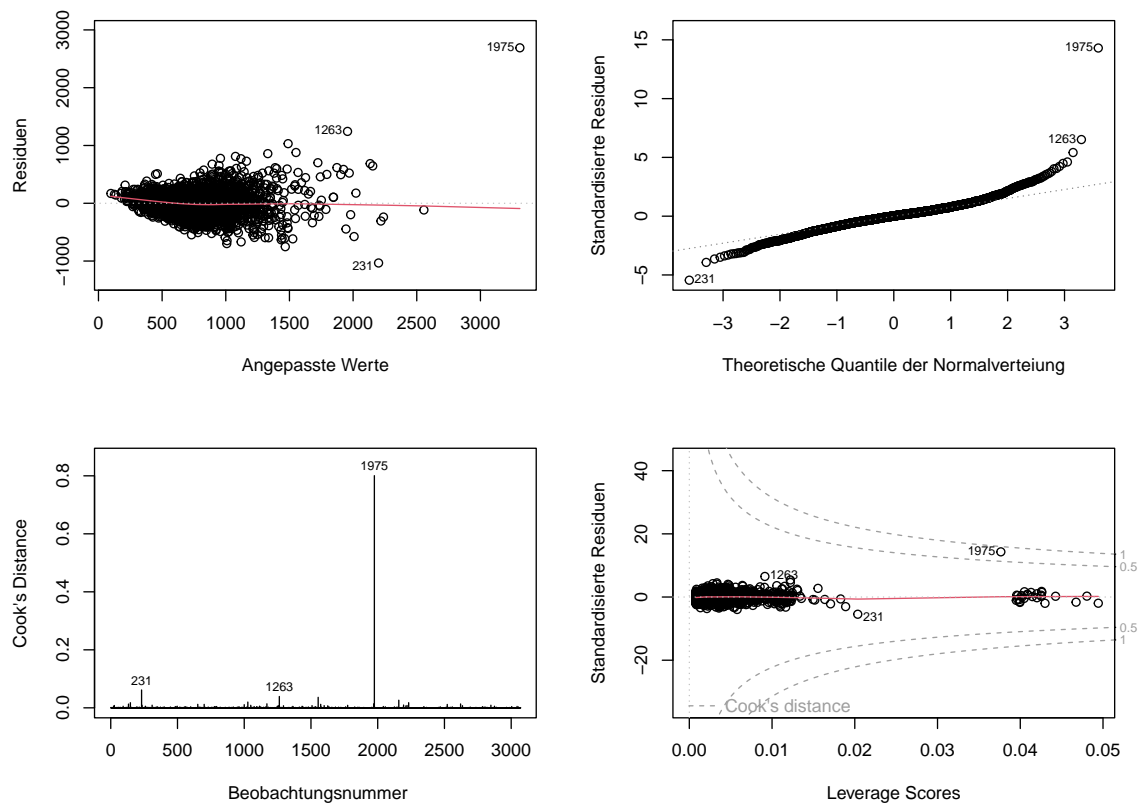 3000
2000
1000
0
−1000
Residuen
1975
1263
231
0 500 1000 1500 2000 2500 3000
Angepasste Werte
15
10
5
0
−5
Standardisierte Residuen
1975
1263
231
−3 −2 −1 0 1 2 3
Theoretische Quantile der Normalverteiung
0.8
0.6
0.4
0.2
0.0
Cook's Distance
1975
231
1263
0 500 1000 1500 2000 2500 3000
Beobachtungsnummer
40
20
0
−20
Standardisierte Residuen
1975
1263
231
1
0.5
0.5
1
Cook's distance
0.00 0.01 0.02 0.03 0.04 0.05
Leverage Scores